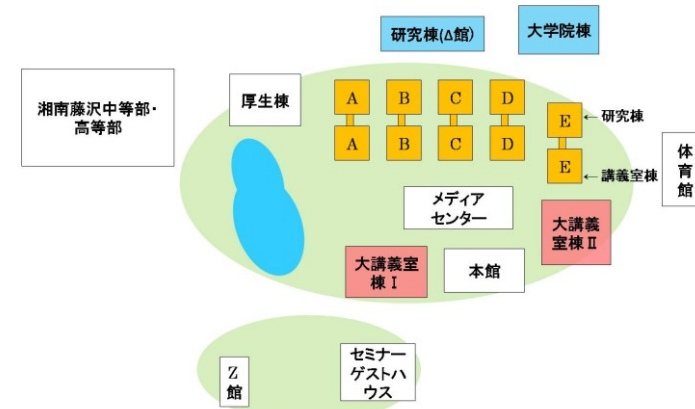 研究棟(Δ館)
大学院棟
湘南藤沢中等部・
高等部
厚生棟
A
B
C
D
E
←研究棟
A
B
C
D
E
←講義室棟
体
育
館
メディア
センター
大講義
室棟Ⅱ
大講義室
棟Ⅰ
本館
Z
館
セミナー
ゲストハ
ウス